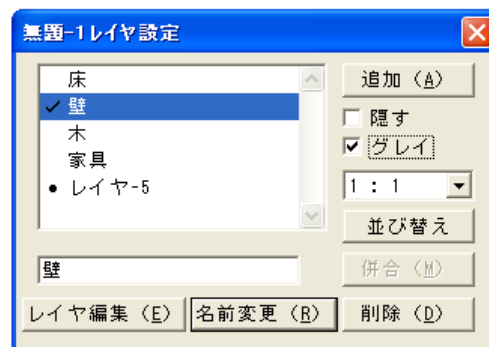 無題-1レイヤ設定
床
✓ 壁
木
家具
● レイヤ-5
追加 (A)
隠す
グレイ
1 : 1
並び替え
壁
併合 (M)
レイヤ編集 (E)
名前変更 (R)
削除 (D)